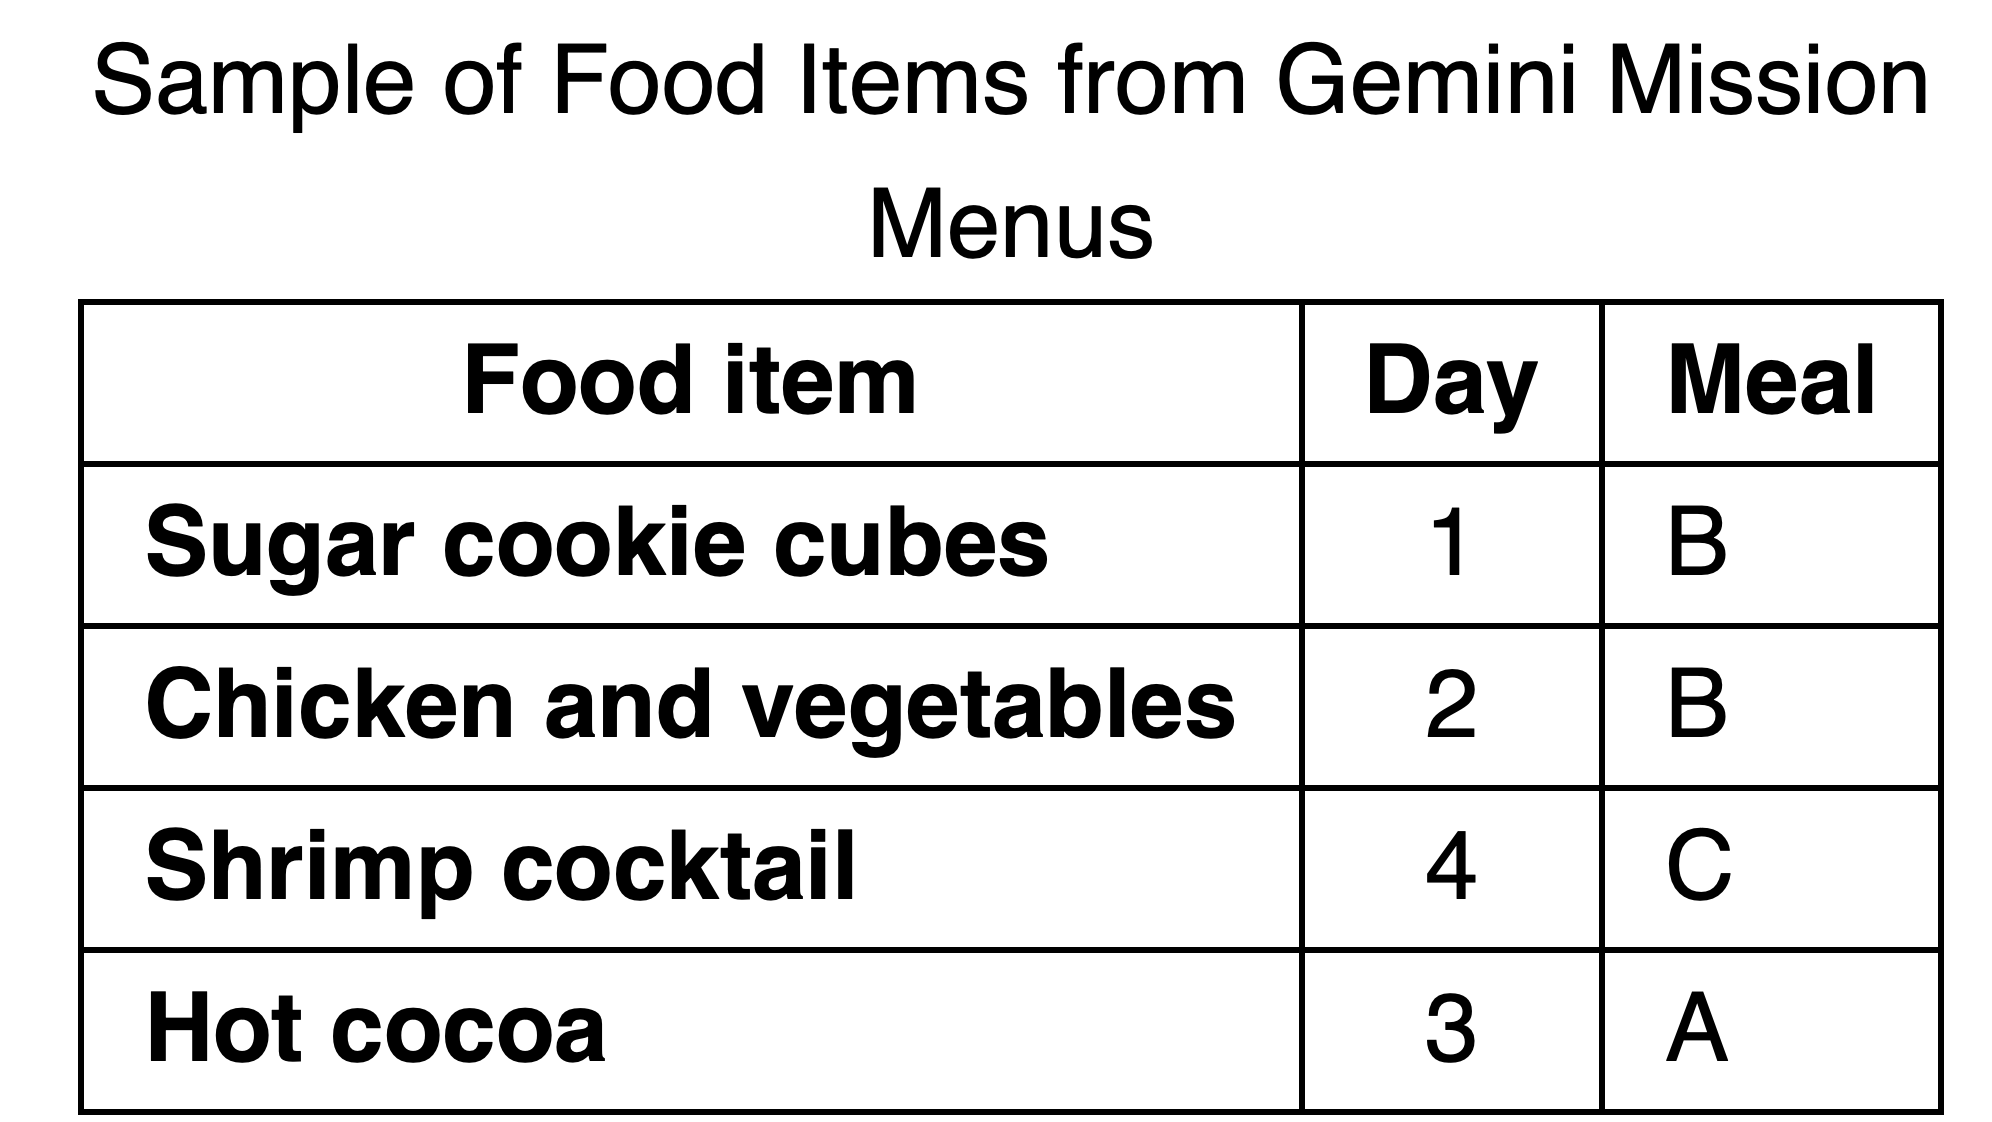 Sample of Food Items from Gemini Mission
Menus
Food item Day Meal
Sugar cookie cubes 1 B
Chicken and vegetables 2 B
Shrimp cocktail 4 C
Hot cocoa 3 A